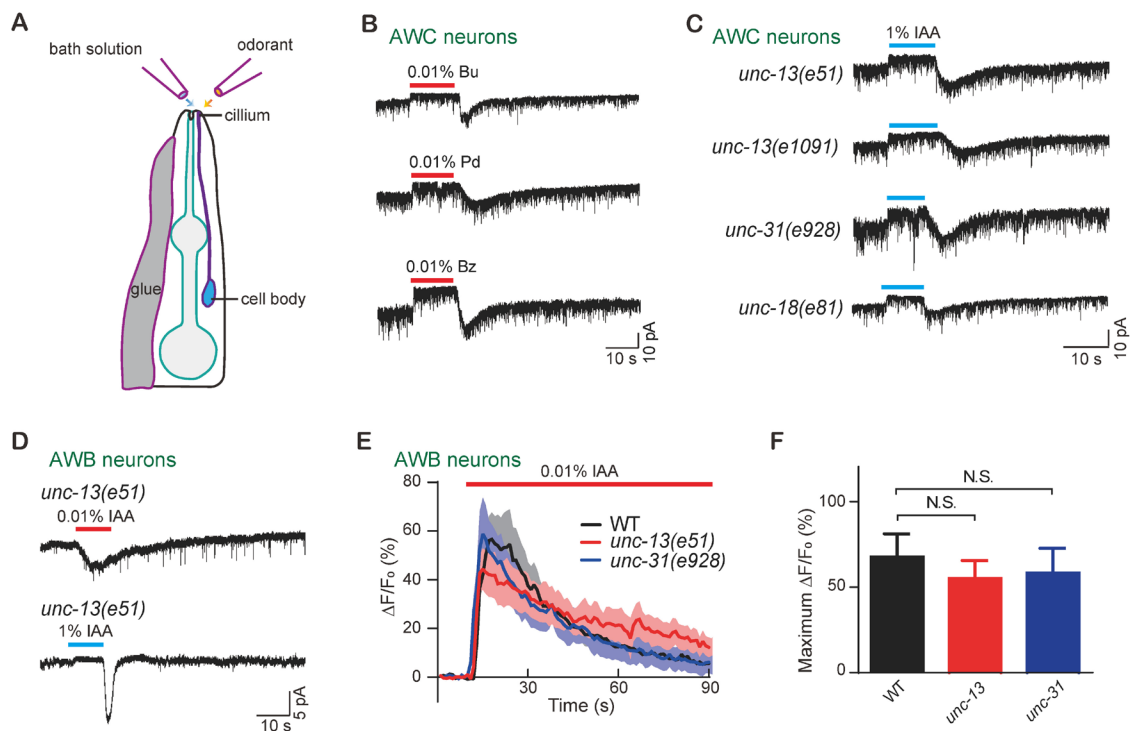 A
bath solution
odorant
cillium
glue
cell body
B
AWC neurons
0.01% Bu
0.01% Pd
0.01% Bz
10 s
10 pA
C
AWC neurons
1% IAA
unc-13(e51)
unc-13(e1091)
unc-31(e928)
unc-18(e81)
10 s
10 pA
D
AWB neurons
unc-13(e51)
0.01% IAA
unc-13(e51)
1% IAA
10 s
5 pA
E
AWB neurons
0.01% IAA
80
60
40
20
0
ΔF/F₀ (%)
WT
unc-13(e51)
unc-31(e928)
30
60
90
Time (s)
F
N.S.
N.S.
100
50
0
Maximum ΔF/F₀ (%)
WT
unc-13
unc-31